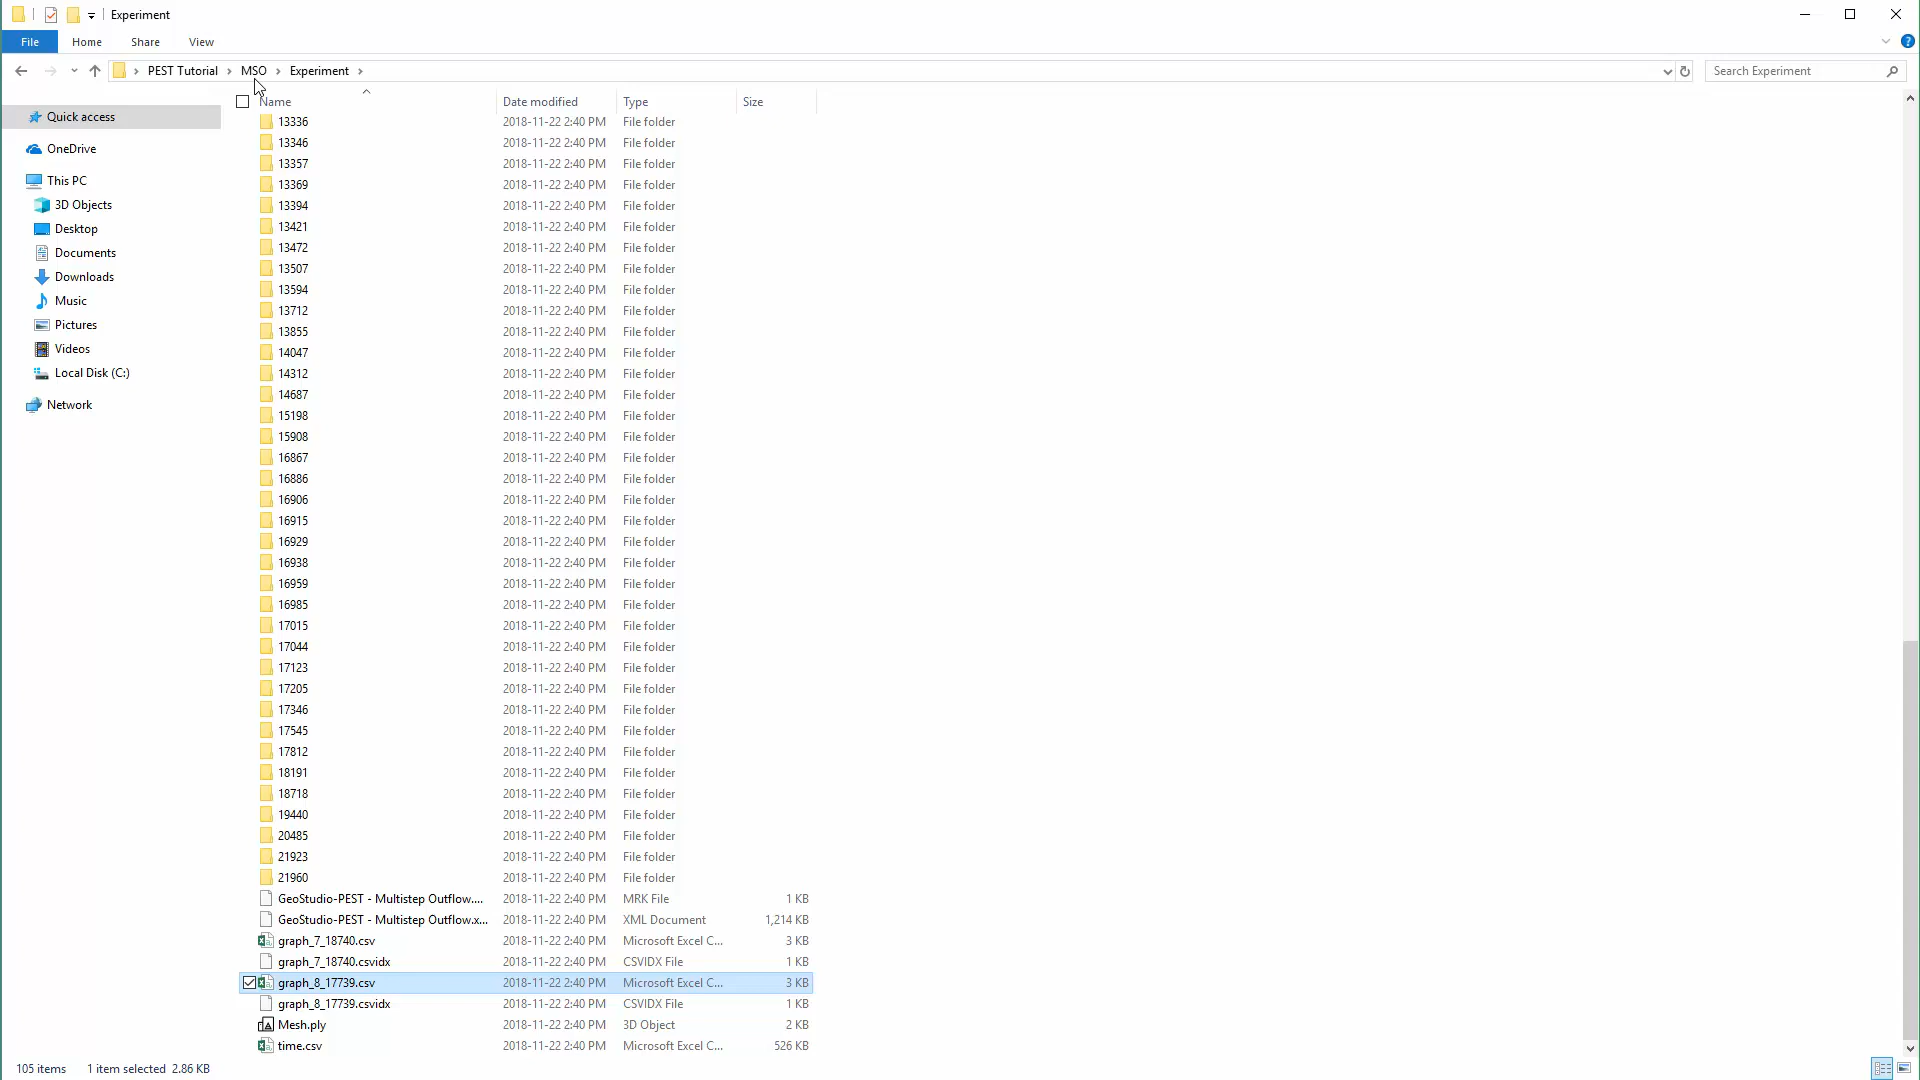 Experiment
File Home Share View
PEST Tutorial MSO Experiment Search Experiment
Name Date modified Type Size
Quick access
OneDrive
This PC
3D Objects
Desktop
Documents
Downloads
Music
Pictures
Videos
Local Disk (C:)
Network
13336 2018-11-22 2:40 PM File folder
13346 2018-11-22 2:40 PM File folder
13357 2018-11-22 2:40 PM File folder
13369 2018-11-22 2:40 PM File folder
13394 2018-11-22 2:40 PM File folder
13421 2018-11-22 2:40 PM File folder
13472 2018-11-22 2:40 PM File folder
13507 2018-11-22 2:40 PM File folder
13594 2018-11-22 2:40 PM File folder
13712 2018-11-22 2:40 PM File folder
13855 2018-11-22 2:40 PM File folder
14047 2018-11-22 2:40 PM File folder
14312 2018-11-22 2:40 PM File folder
14687 2018-11-22 2:40 PM File folder
15198 2018-11-22 2:40 PM File folder
15908 2018-11-22 2:40 PM File folder
16867 2018-11-22 2:40 PM File folder
16886 2018-11-22 2:40 PM File folder
16906 2018-11-22 2:40 PM File folder
16915 2018-11-22 2:40 PM File folder
16929 2018-11-22 2:40 PM File folder
16938 2018-11-22 2:40 PM File folder
16959 2018-11-22 2:40 PM File folder
16985 2018-11-22 2:40 PM File folder
17015 2018-11-22 2:40 PM File folder
17044 2018-11-22 2:40 PM File folder
17123 2018-11-22 2:40 PM File folder
17205 2018-11-22 2:40 PM File folder
17346 2018-11-22 2:40 PM File folder
17545 2018-11-22 2:40 PM File folder
17812 2018-11-22 2:40 PM File folder
18191 2018-11-22 2:40 PM File folder
18718 2018-11-22 2:40 PM File folder
19440 2018-11-22 2:40 PM File folder
20485 2018-11-22 2:40 PM File folder
21923 2018-11-22 2:40 PM File folder
21960 2018-11-22 2:40 PM File folder
GeoStudio-PEST - Multistep Outflow.... 2018-11-22 2:40 PM MRK File 1 KB
GeoStudio-PEST - Multistep Outflow.x... 2018-11-22 2:40 PM XML Document 1,214 KB
graph_7_18740.csv 2018-11-22 2:40 PM Microsoft Excel C... 3 KB
graph_7_18740.csvidx 2018-11-22 2:40 PM CSVIDX File 1 KB
graph_8_17739.csv 2018-11-22 2:40 PM Microsoft Excel C... 3 KB
graph_8_17739.csvidx 2018-11-22 2:40 PM CSVIDX File 1 KB
Mesh.ply 2018-11-22 2:40 PM 3D Object 2 KB
time.csv 2018-11-22 2:40 PM Microsoft Excel C... 526 KB
105 items 1 item selected 2.86 KB